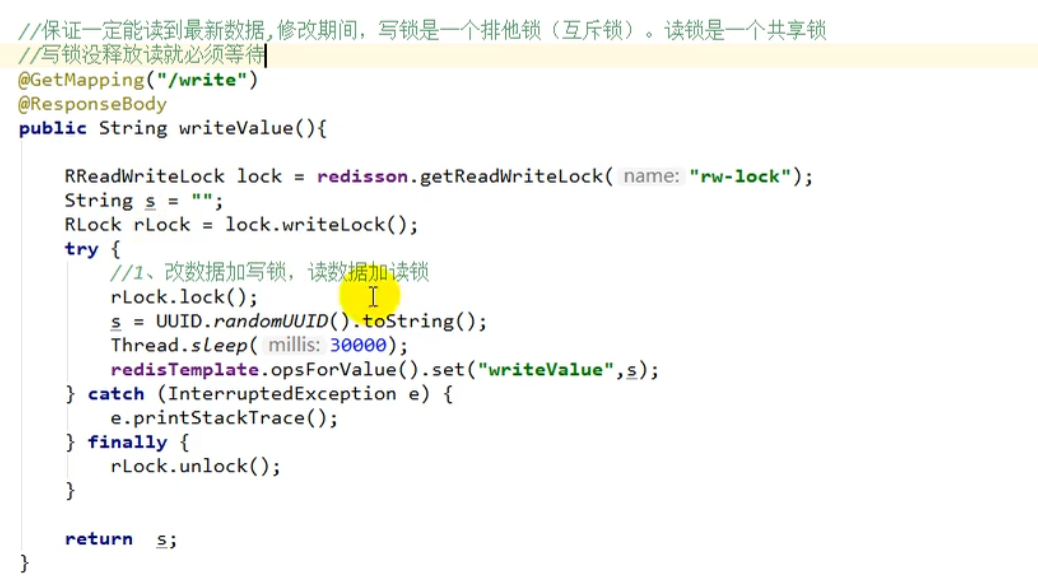 //保证一定能读到最新数据,修改期间，写锁是一个排他锁（互斥锁）。读锁是一个共享锁
//写锁没释放读就必须等待
@GetMapping("/write")
@ResponseBody
public String writeValue(){
RReadWriteLock lock = redisson.getReadWriteLock( name: "rw-lock");
String s = "";
RLock rLock = lock.writeLock();
try {
//1、改数据加写锁，读数据加读锁
rLock.lock();
s = UUID.randomUUID().toString();
Thread.sleep( millis: 30000);
redisTemplate.opsForValue().set("writeValue",s);
} catch (InterruptedException e) {
e.printStackTrace();
} finally {
rLock.unlock();
}
return  s;
}